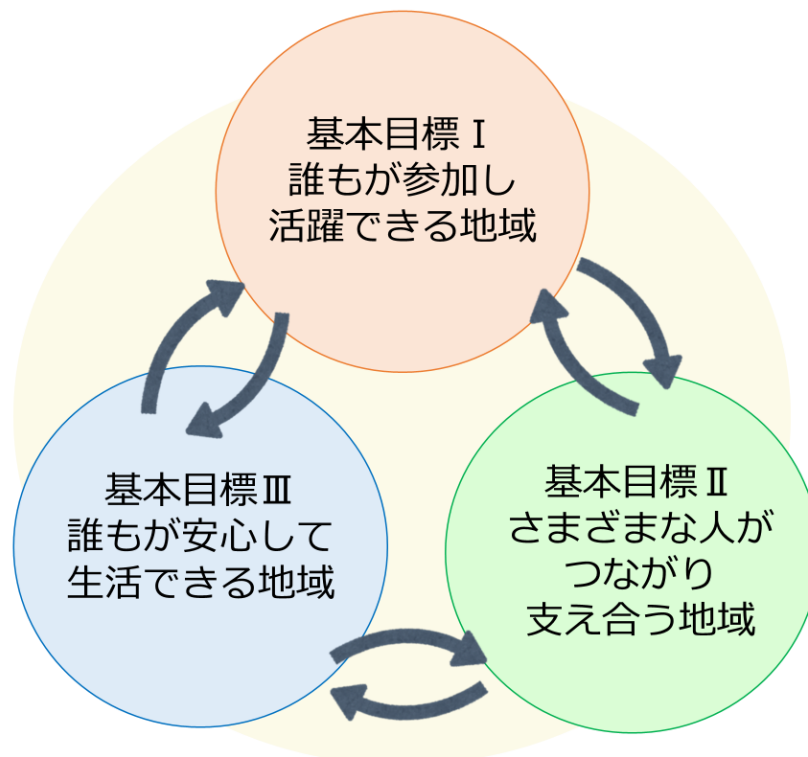 基本目標Ⅰ
誰もが参加し
活躍できる地域
基本目標Ⅱ
さまざまな人が
つながり
支え合う地域
基本目標Ⅲ
誰もが安心して
生活できる地域